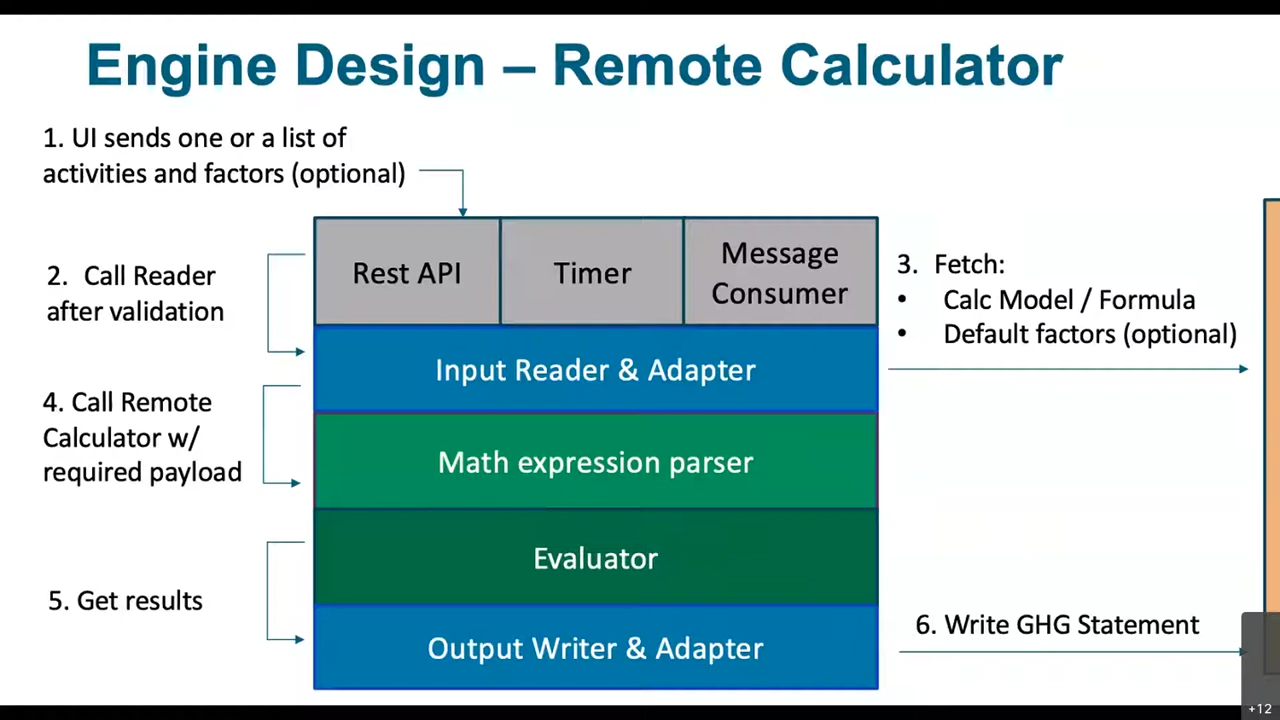 Engine Design – Remote Calculator
1. UI sends one or a list of
activities and factors (optional)
Rest API
Timer
Message
Consumer
2. Call Reader
after validation
3. Fetch:
• Calc Model / Formula
• Default factors (optional)
Input Reader & Adapter
4. Call Remote
Calculator w/
required payload
Math expression parser
Evaluator
5. Get results
Output Writer & Adapter
6. Write GHG Statement
+12